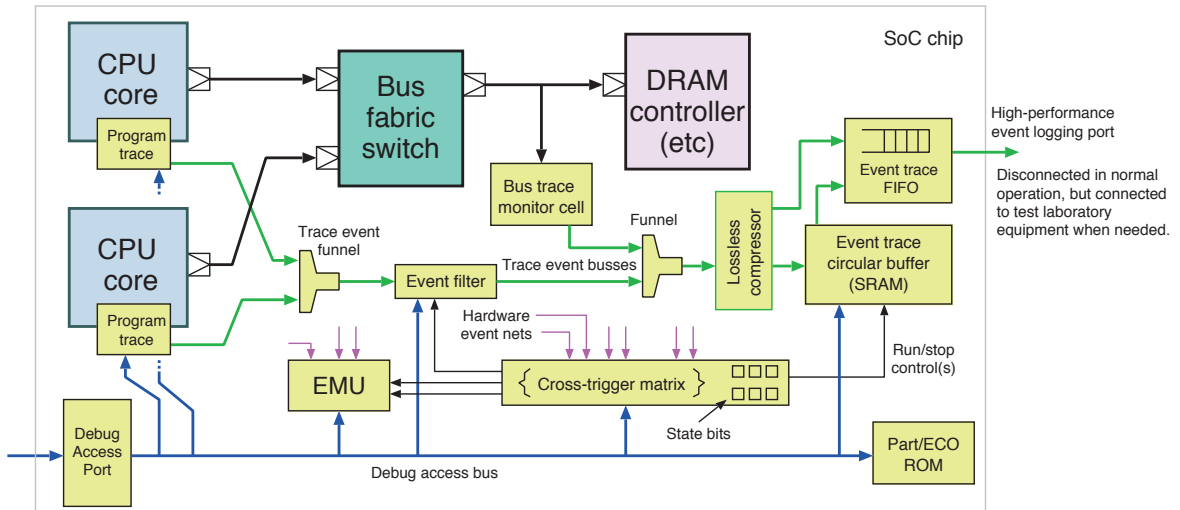 SoC chip
CPU
core
Program
trace
Bus
fabric
switch
DRAM
controller
(etc)
High-performance
event logging port
Event trace
FIFO
Disconnected in normal
operation, but connected
to test laboratory
equipment when needed.
Bus trace
monitor cell
CPU
core
Program
trace
Trace event
funnel
Event filter
Trace event busses
Funnel
Lossless
compressor
Event trace
circular buffer
(SRAM)
Hardware
event nets
Run/stop
control(s)
EMU
{ Cross-trigger matrix }
State bits
Debug
Access
Port
Debug access bus
Part/ECO
ROM